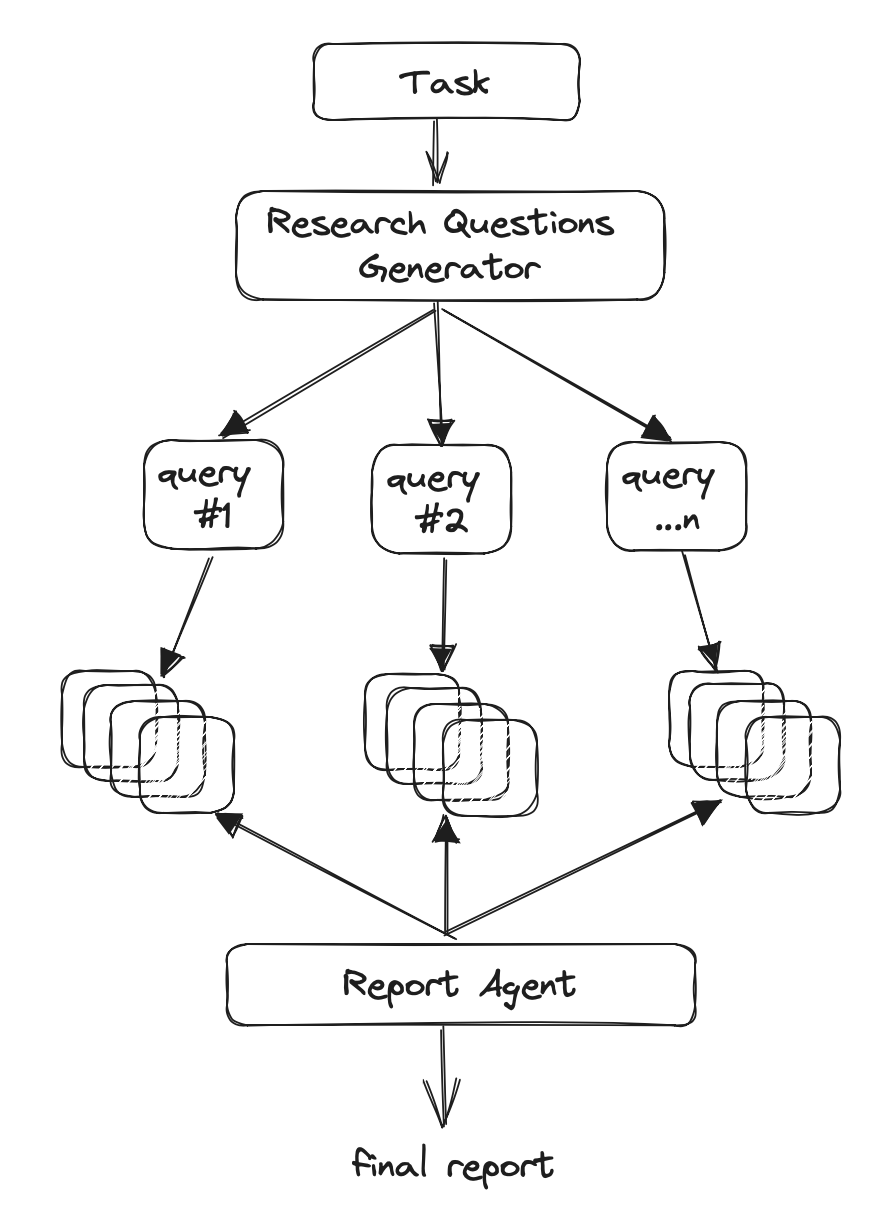 Task
Research Questions
Generator
query
#1
query
#2
query
...n
Report Agent
final report